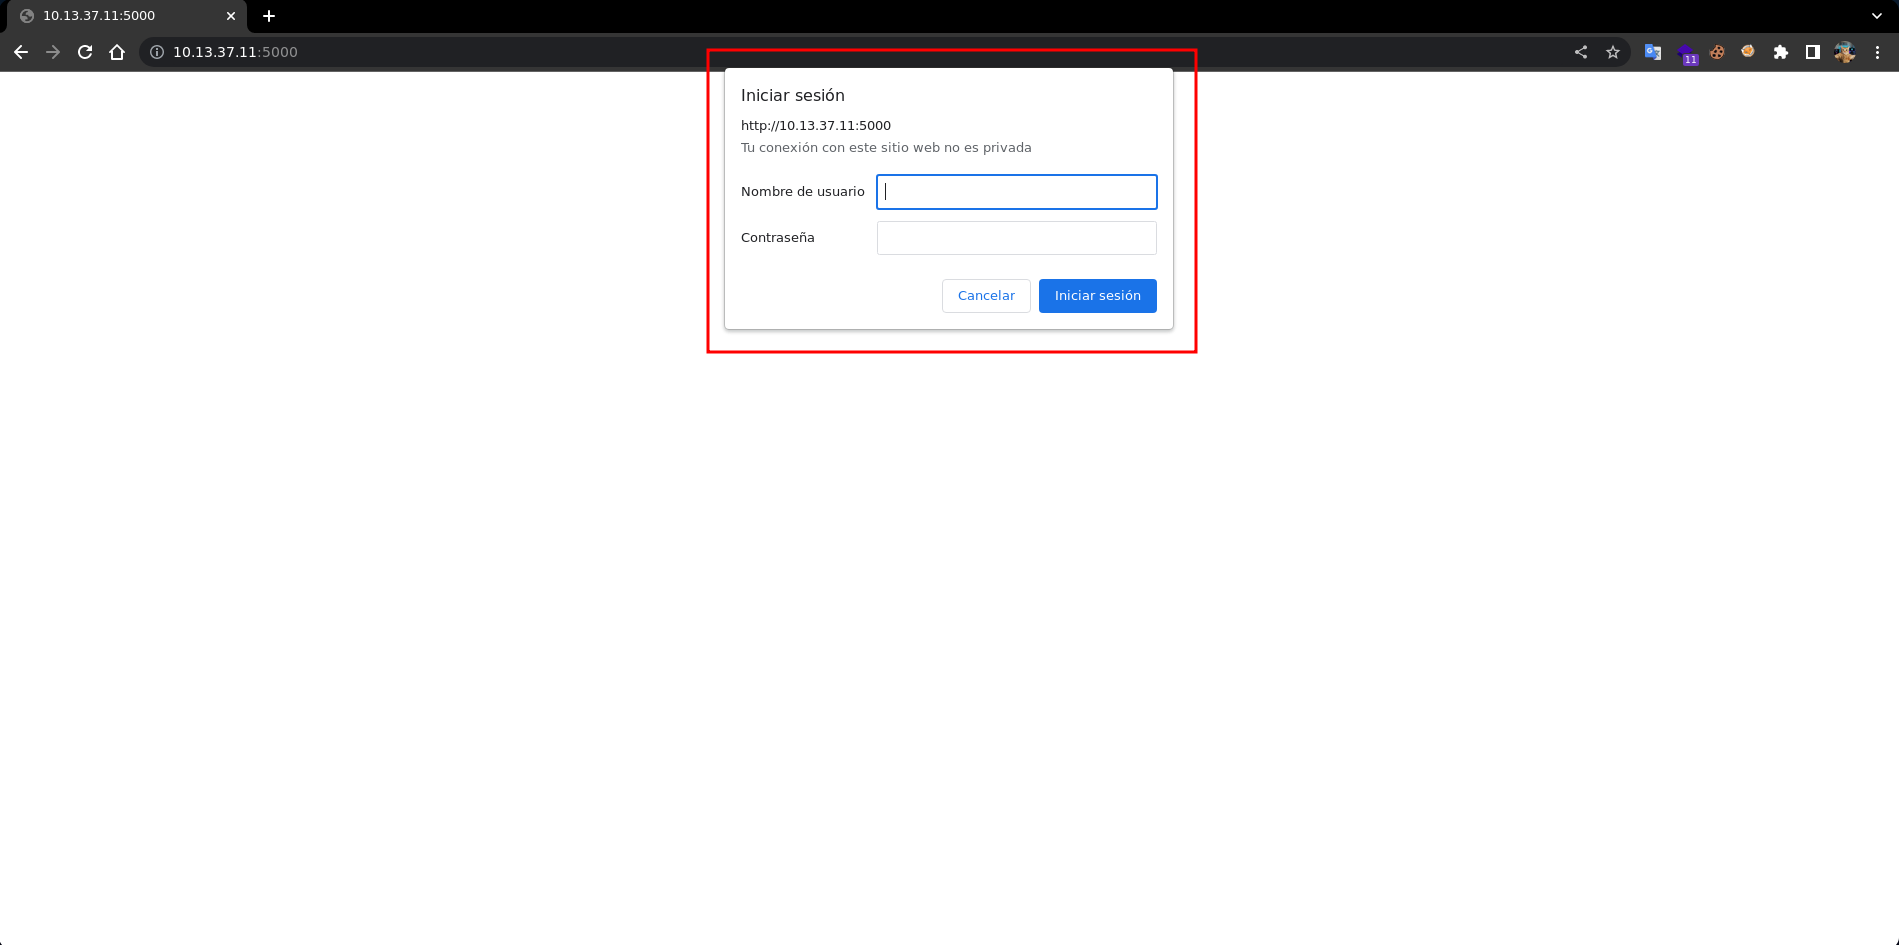 10.13.37.11:5000
10.13.37.11:5000
11
Iniciar sesión
http://10.13.37.11:5000
Tu conexión con este sitio web no es privada
Nombre de usuario
Contraseña
Cancelar Iniciar sesión